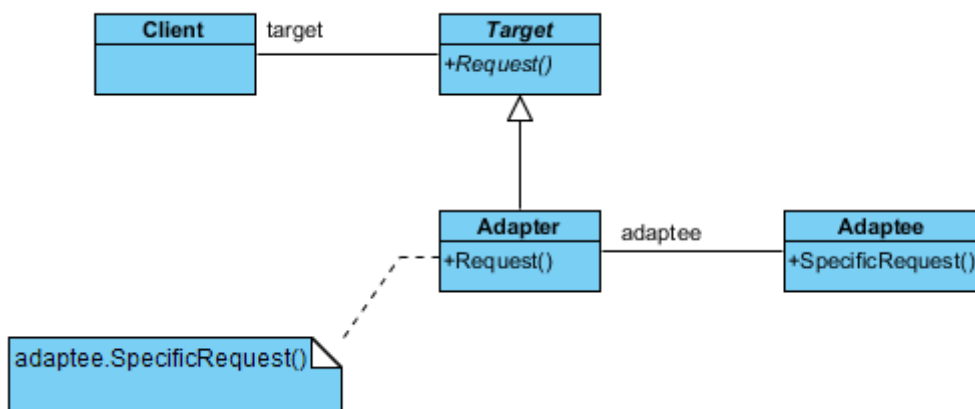 Client
target
Target
+Request()
Adapter
+Request()
adaptee
Adaptee
+SpecificRequest()
adaptee.SpecificRequest()